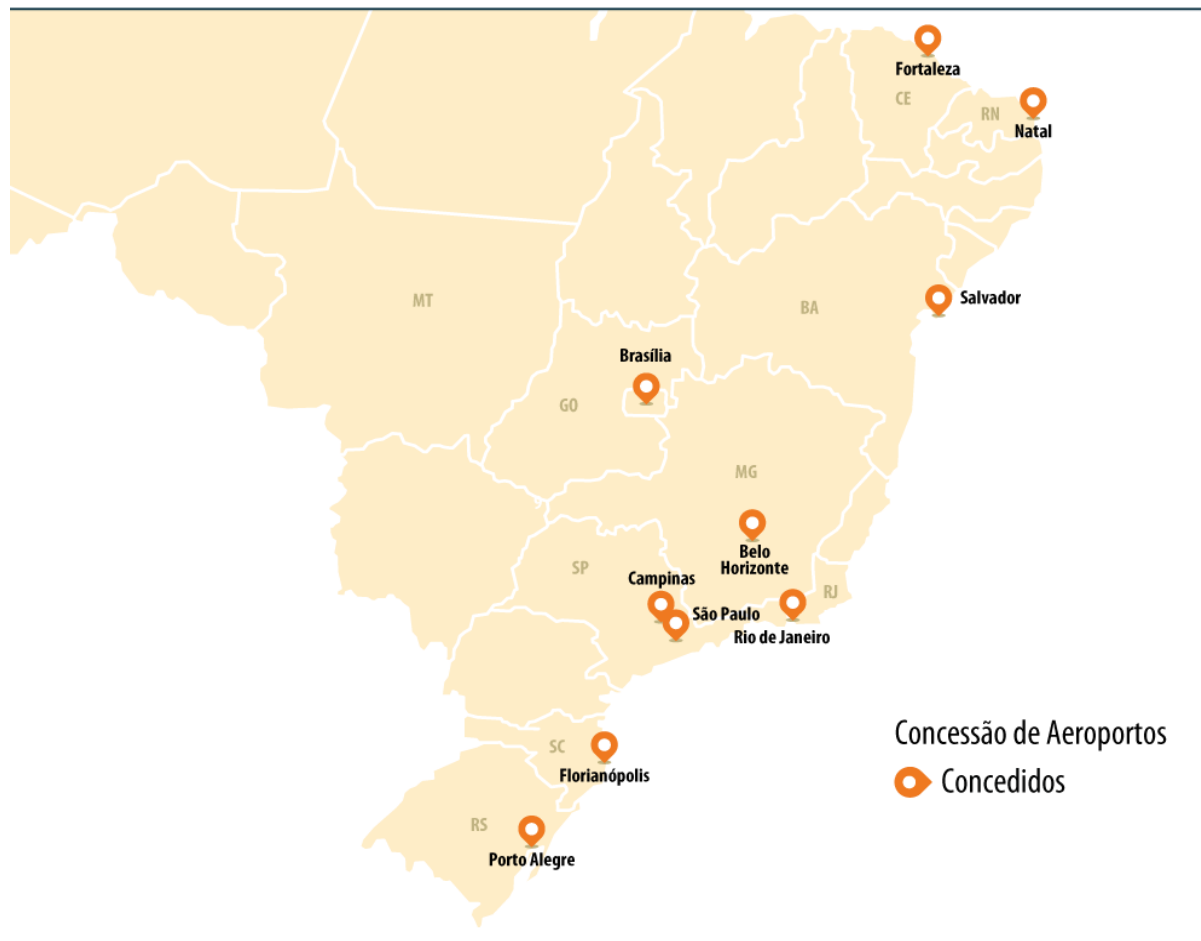 Fortaleza
CE
RN
Natal
MT
BA
Salvador
Brasília
GO
MG
9
Belo
Horizonte
SP
Campinas
RJ
São Paulo
Rio de Janeiro
Concessão de Aeroportos
SC
Florianópolis
Concedidos
RS
Porto Alegre